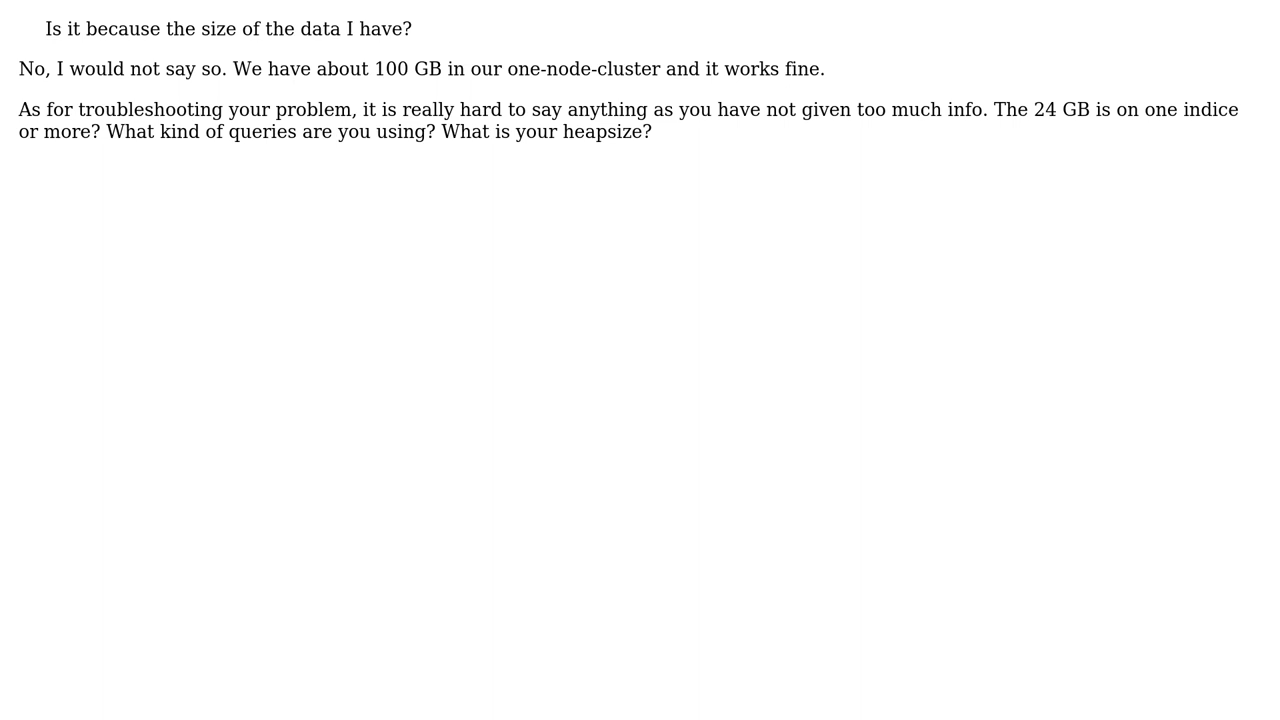 Is it because the size of the data I have?
No, I would not say so. We have about 100 GB in our one-node-cluster and it works fine.
As for troubleshooting your problem, it is really hard to say anything as you have not given too much info. The 24 GB is on one indice
or more? What kind of queries are you using? What is your heapsize?